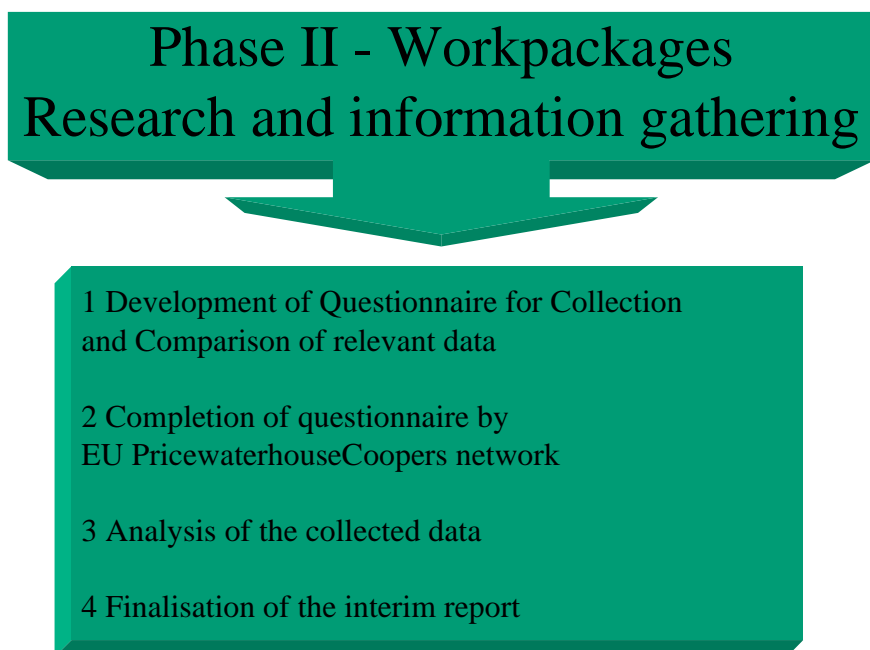 Phase II - Workpackages
Research and information gathering
1 Development of Questionnaire for Collection
and Comparison of relevant data
2 Completion of questionnaire by
EU PricewaterhouseCoopers network
3 Analysis of the collected data
4 Finalisation of the interim report